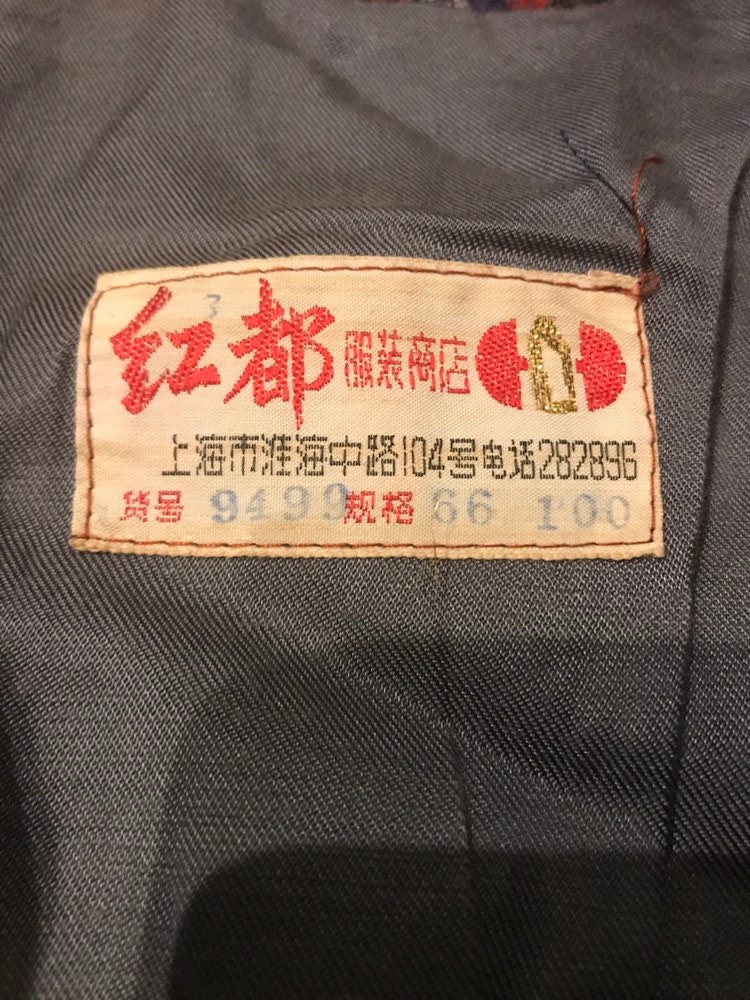 3
红都 服装商店
上海市淮海中路104号电话282896
货号 9499 规格 66 100